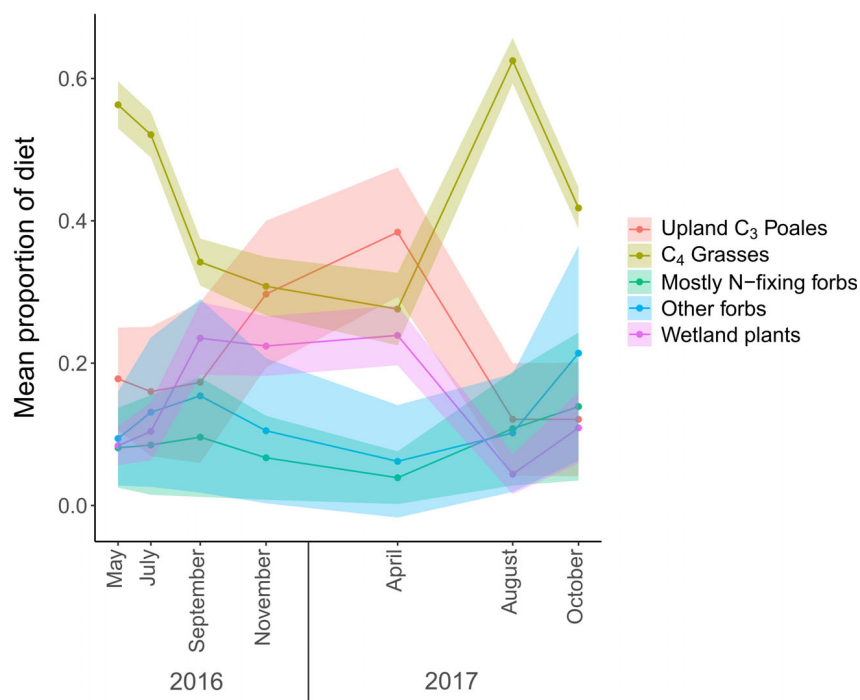 Mean proportion of diet
0.6
0.4
0.2
0.0
May
July
September
November
April
August
October
2016
2017
Upland C₃ Poales
C₄ Grasses
Mostly N−fixing forbs
Other forbs
Wetland plants